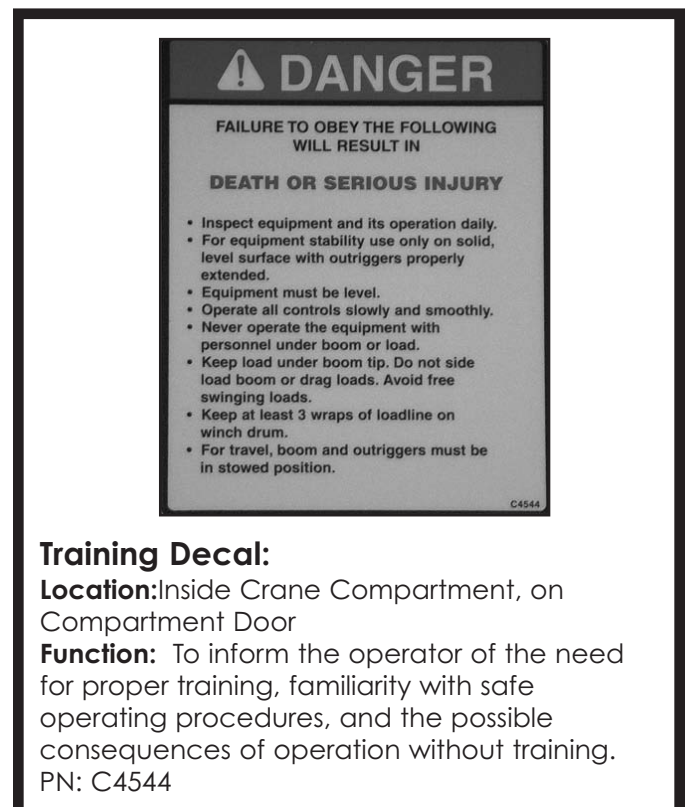 DANGER
FAILURE TO OBEY THE FOLLOWING
WILL RESULT IN
DEATH OR SERIOUS INJURY
• Inspect equipment and its operation daily.
• For equipment stability use only on solid,
level surface with outriggers properly
extended.
• Equipment must be level.
• Operate all controls slowly and smoothly.
• Never operate the equipment with
personnel under boom or load.
• Keep load under boom tip. Do not side
load boom or drag loads. Avoid free
swinging loads.
• Keep at least 3 wraps of loadline on
winch drum.
• For travel, boom and outriggers must be
in stowed position.
C4544
Training Decal:
Location:Inside Crane Compartment, on
Compartment Door
Function: To inform the operator of the need
for proper training, familiarity with safe
operating procedures, and the possible
consequences of operation without training.
PN: C4544